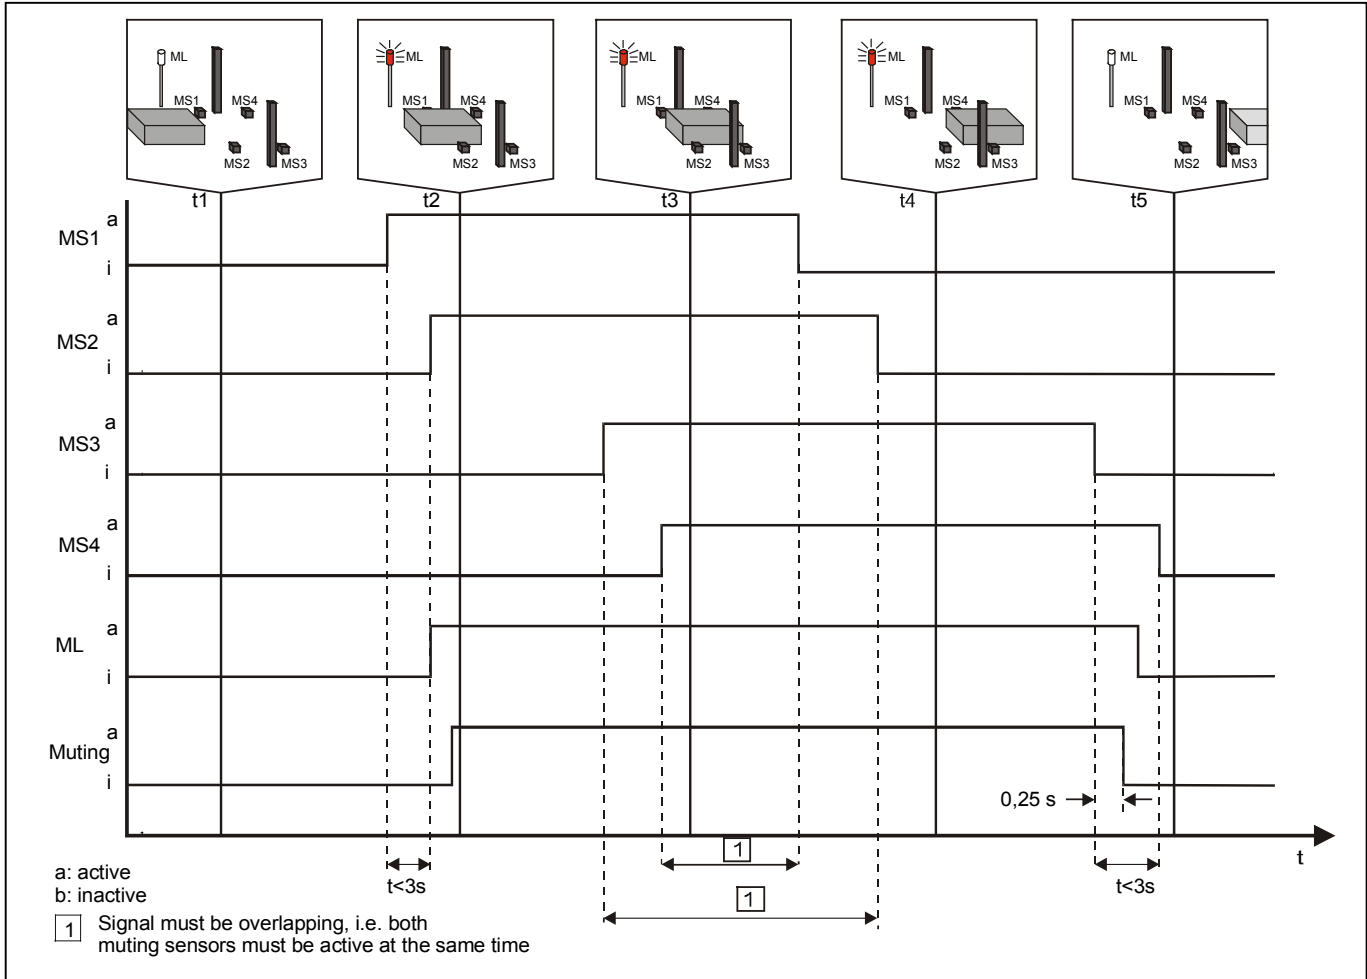 ML
MS1
MS4
MS2
MS3
ML
MS1
MS4
MS2
MS3
ML
MS1
MS4
MS2
MS3
ML
MS1
MS4
MS2
MS3
ML
MS1
MS4
MS2
MS3
t1
t2
t3
t4
t5
a
MS1
i
a
MS2
i
a
MS3
i
a
MS4
i
a
ML
i
a
Muting
i
0,25 s
t
1
t<3s
t<3s
1
a: active
b: inactive
1 Signal must be overlapping, i.e. both
muting sensors must be active at the same time